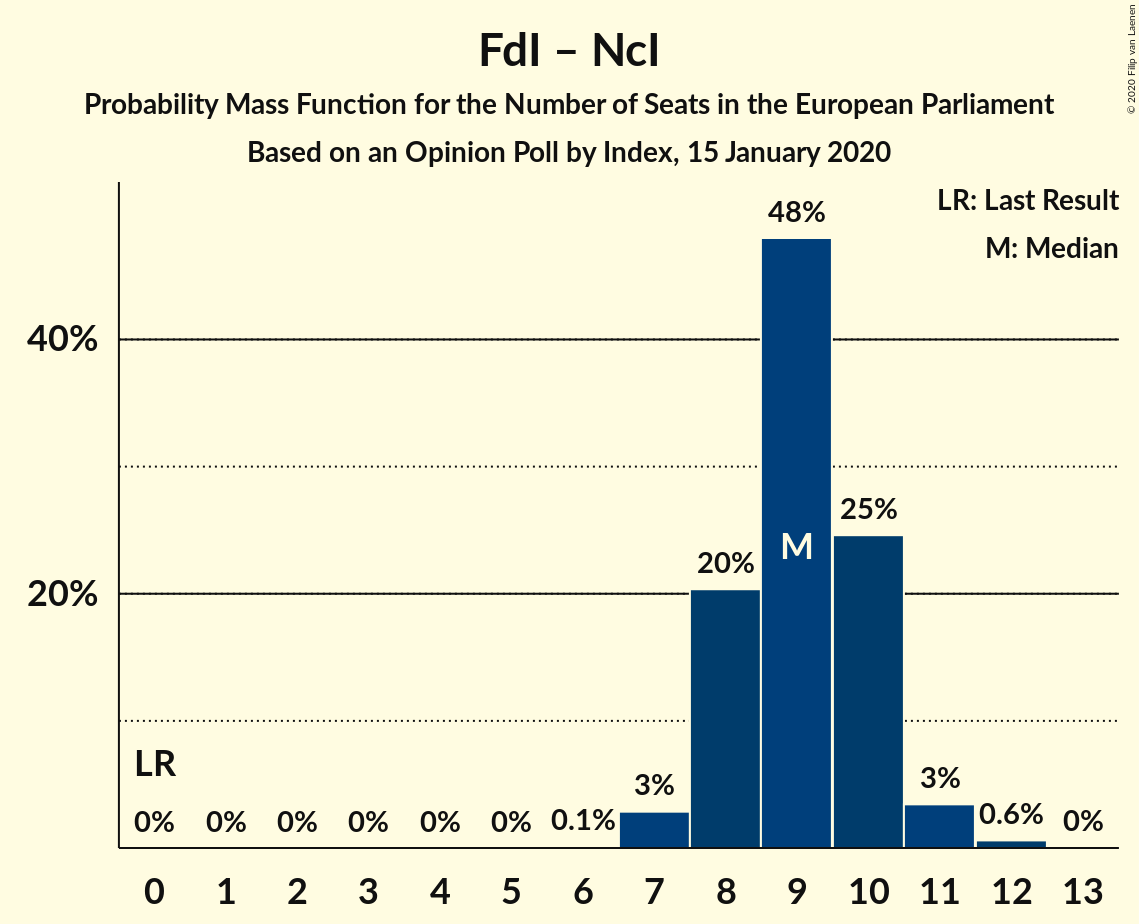 FdI – NcI
Probability Mass Function for the Number of Seats in the European Parliament
Based on an Opinion Poll by Index, 15 January 2020
© 2020 Filip van Laenen
LR: Last Result
M: Median
48%
40%
25%
M
20%
20%
LR
3%
3%
0% 0% 0% 0% 0% 0% 0.1% 0.6% 0%
0 1 2 3 4 5 6 7 8 9 10 11 12 13